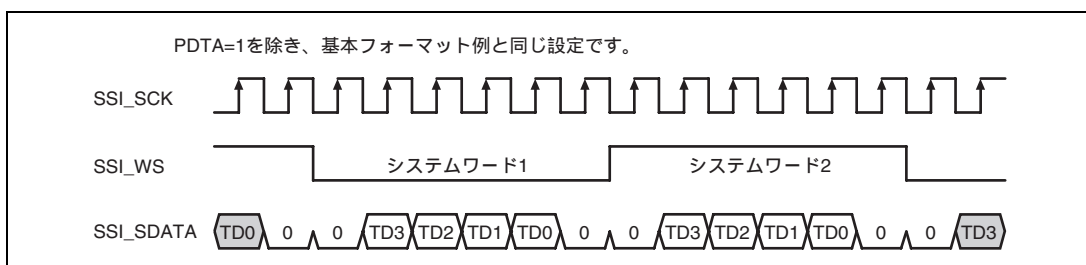 PDTA=1を除き、基本フォーマット例と同じ設定です。
SSI_SCK
SSI_WS システムワード1 システムワード2
SSI_SDATA TD0 0 0 TD3 TD2 TD1 TD0 0 0 TD3 TD2 TD1 TD0 0 0 TD3